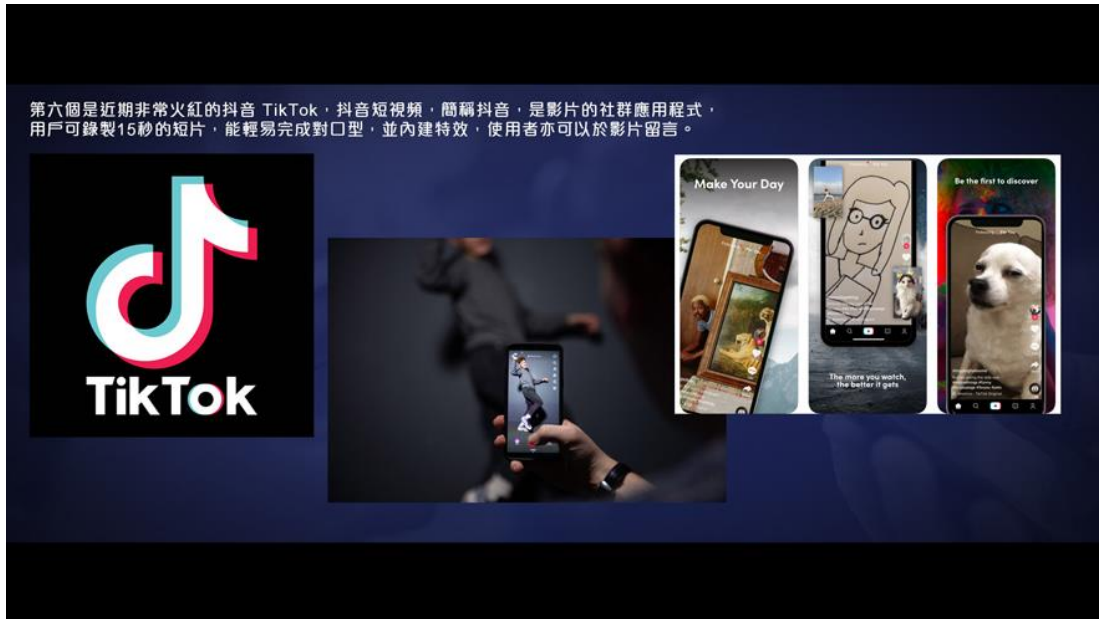 第六個是近期非常火紅的抖音 TikTok，抖音短視頻，簡稱抖音，是影片的社群應用程式，
用戶可錄製15秒的短片，能輕易完成對口型，並內建特效，使用者亦可以於影片留言。
TikTok
Make Your Day
The more you watch,
the better it gets
Be the first to discover